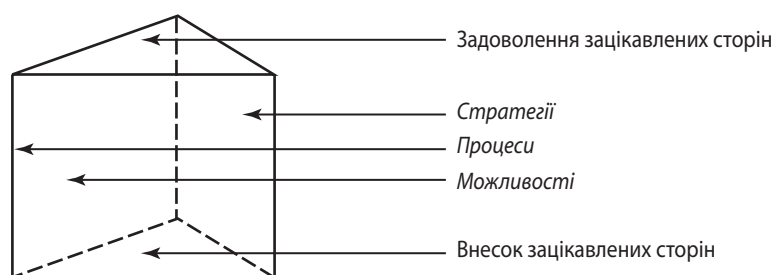 Задоволення зацікавлених сторін
Стратегії
Процеси
Можливості
Внесок зацікавлених сторін